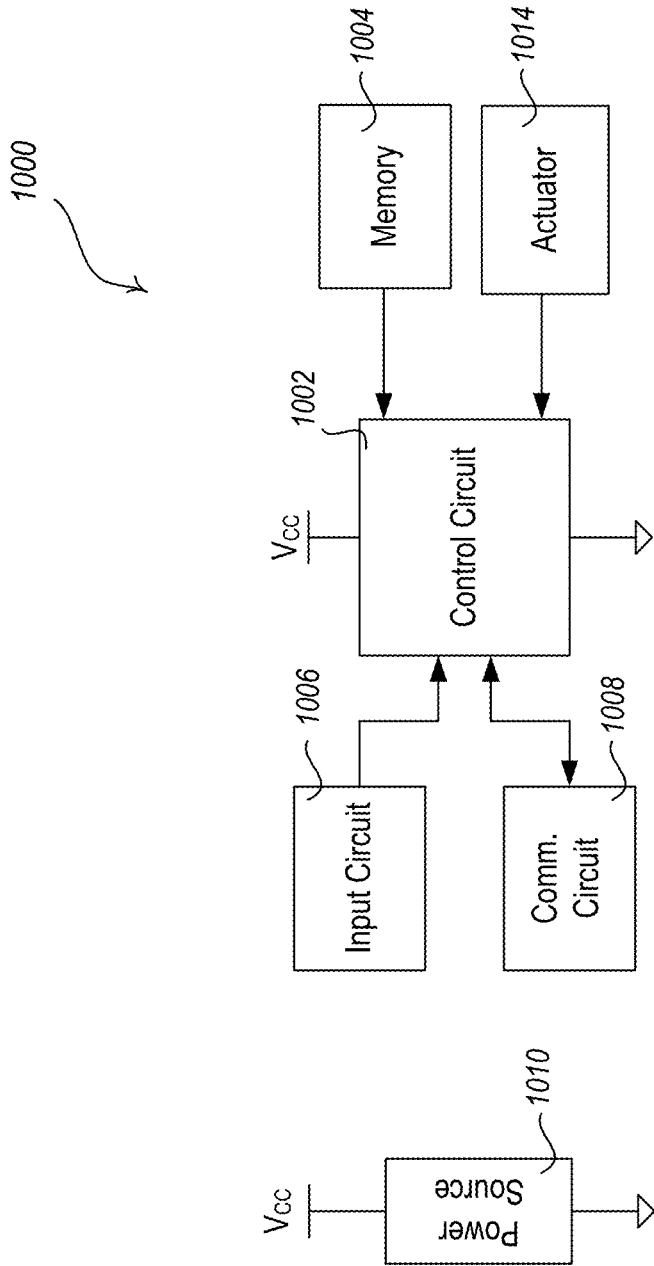 1000
VCC
Power
Source
1010
Input Circuit
1006
Comm.
Circuit
1008
VCC
Control Circuit
1002
Memory
1004
Actuator
1014